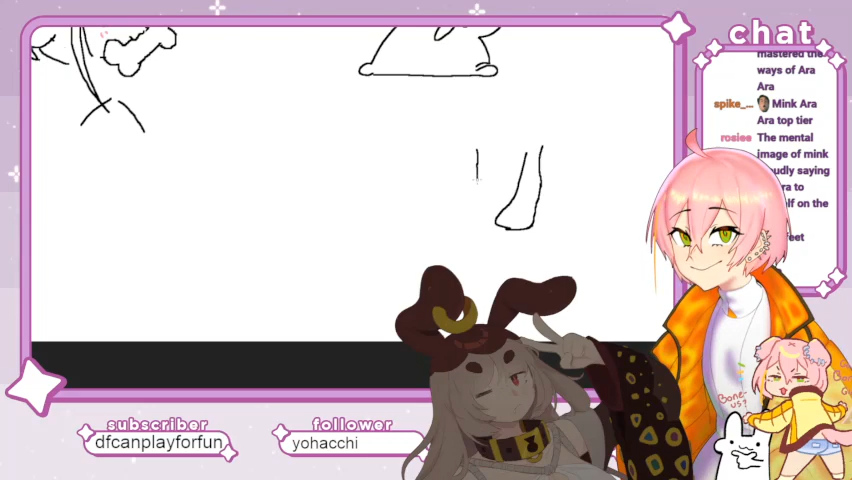 chat
mastered the
ways of Ara
Ara
spike_... Mink Ara
Ara top tier
rosiee The mental
image of mink
saying
to
on the
feet
Bone-
us?
subscriber
dfcanplayforfun
follower
yohacchi